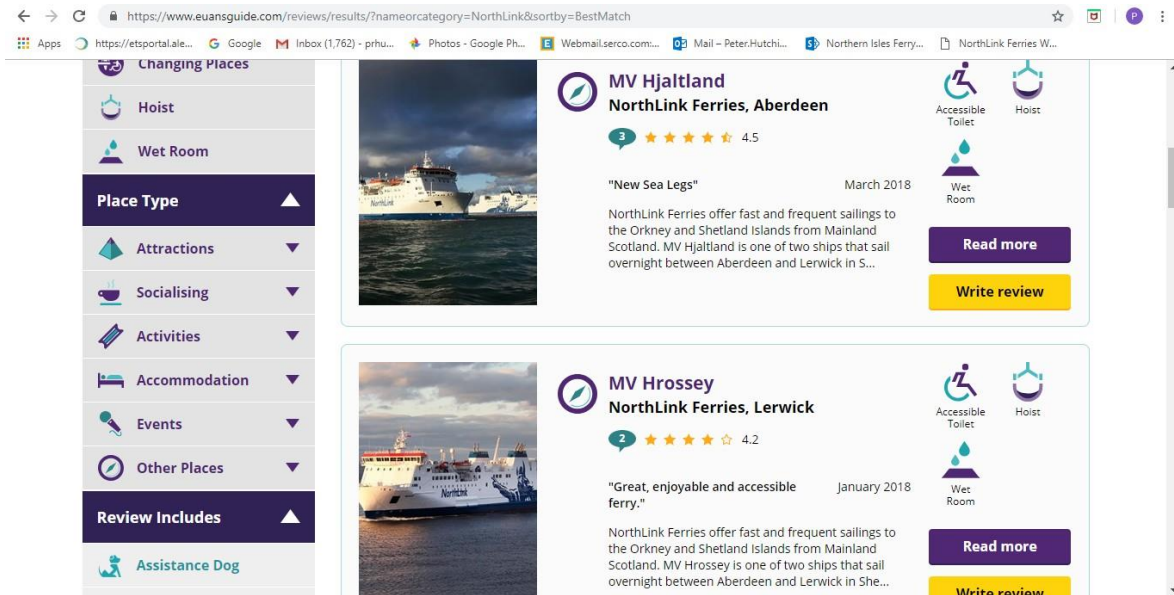 https://www.euansguide.com/reviews/results/?nameorcategory=NorthLink&sortby=BestMatch
P
Apps
https://etsportal.ale...
Google
Inbox (1,762) - prhu...
Photos - Google Ph...
Webmail.serco.com:...
Mail – Peter.Hutchi...
Northern Isles Ferry...
NorthLink Ferries W...
Changing Places
Hoist
Wet Room
Place Type
Attractions
Socialising
Activities
Accommodation
Events
Other Places
Review Includes
Assistance Dog
NorthLink
MV Hjaltland
NorthLink Ferries, Aberdeen
3 4.5
"New Sea Legs" March 2018
NorthLink Ferries offer fast and frequent sailings to
the Orkney and Shetland Islands from Mainland
Scotland. MV Hjaltland is one of two ships that sail
overnight between Aberdeen and Lerwick in S...
Accessible
Toilet
Hoist
Wet
Room
Read more
Write review
NorthLink
MV Hrossey
NorthLink Ferries, Lerwick
2 4.2
"Great, enjoyable and accessible
ferry."
January 2018
NorthLink Ferries offer fast and frequent sailings to
the Orkney and Shetland Islands from Mainland
Scotland. MV Hrossey is one of two ships that sail
overnight between Aberdeen and Lerwick in She...
Accessible
Toilet
Hoist
Wet
Room
Read more
Write review